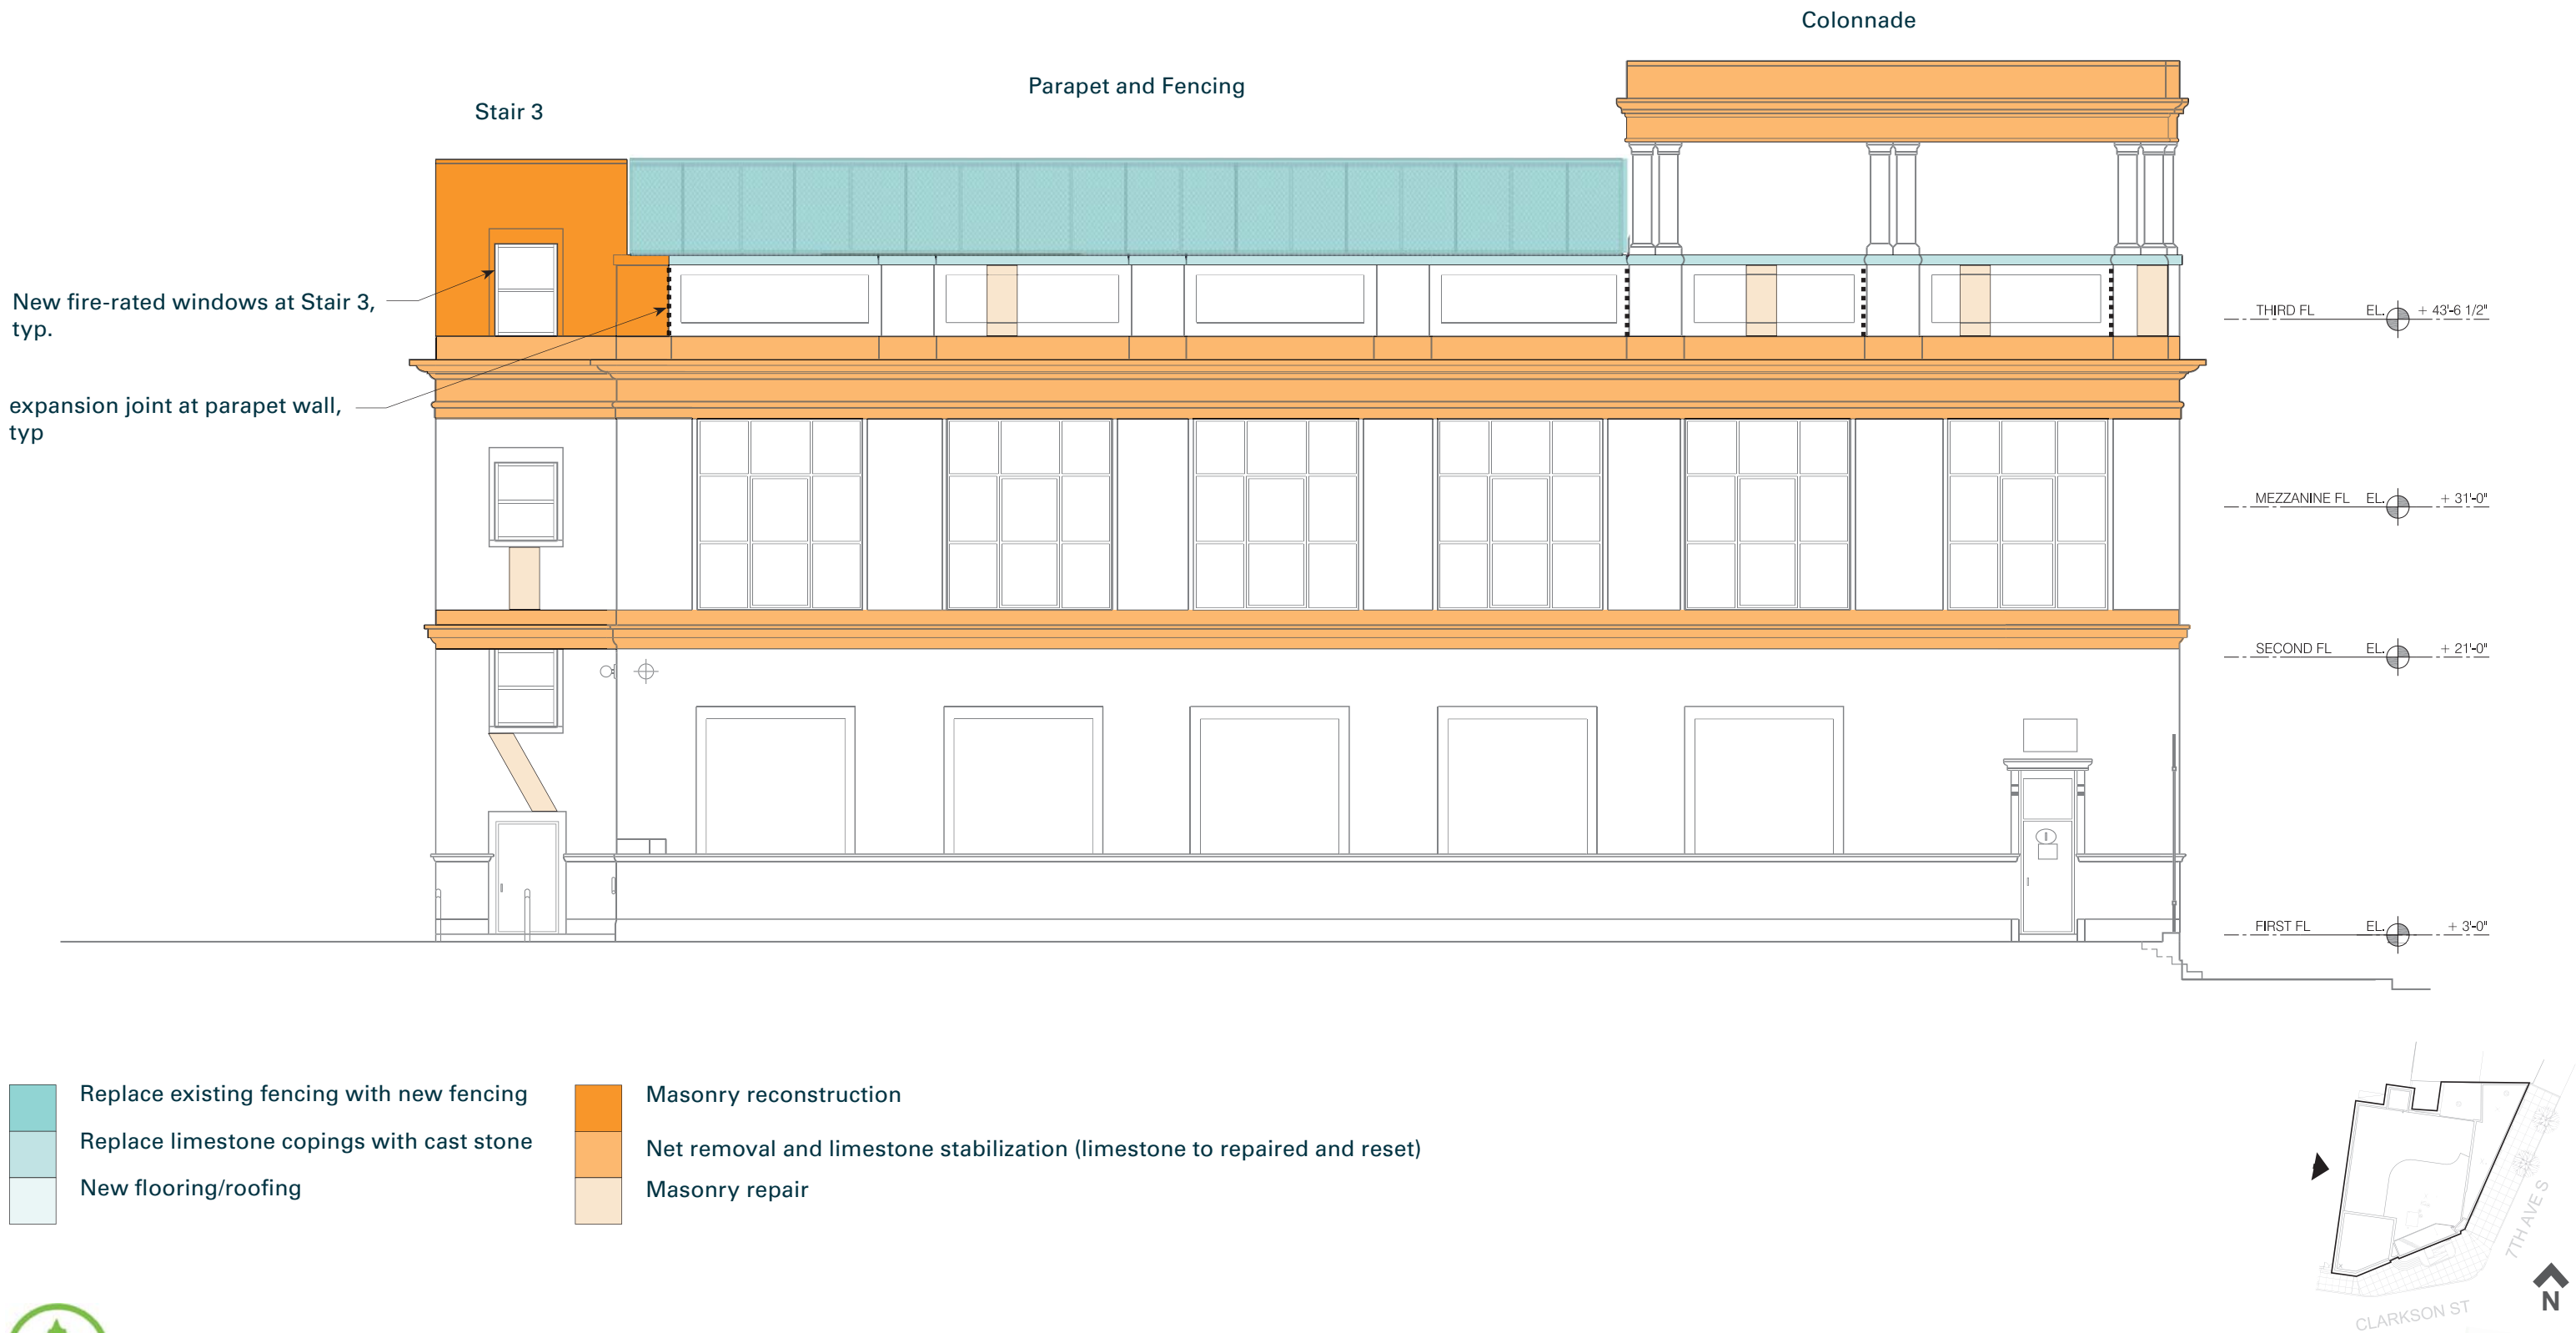 Colonnade
Parapet and Fencing
Stair 3
New fire-rated windows at Stair 3,
typ.
expansion joint at parapet wall,
typ
THIRD FL EL. + 43'-6 1/2"
MEZZANINE FL EL. + 31'-0"
SECOND FL EL. + 21'-0"
FIRST FL EL. + 3'-0"
Replace existing fencing with new fencing
Replace limestone copings with cast stone
New flooring/roofing
Masonry reconstruction
Net removal and limestone stabilization (limestone to repaired and reset)
Masonry repair
7TH AVE S
CLARKSON ST
N